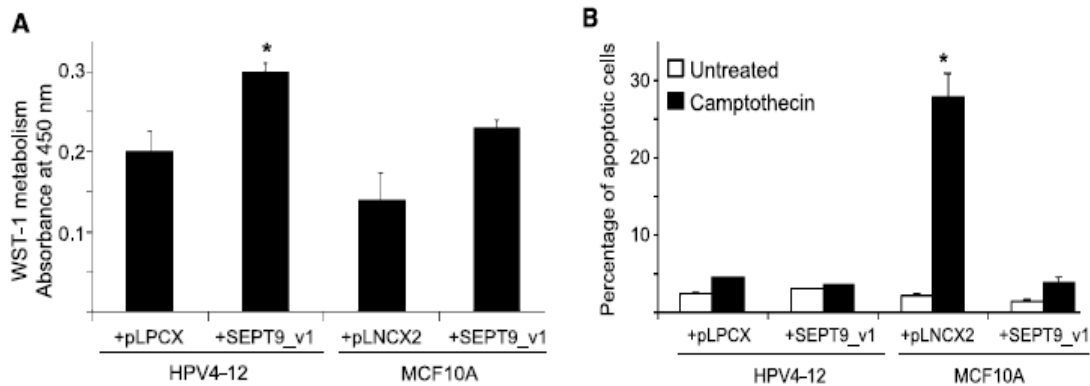 A
WST-1 metabolism
Absorbance at 450 nm
0.3
0.2
0.1
*
+pLPCX +SEPT9_v1 +pLNCX2 +SEPT9_v1
HPV4-12 MCF10A
B
Percentage of apoptotic cells
30
20
10
Untreated
Camptothecin
*
+pLPCX +SEPT9_v1 +pLNCX2 +SEPT9_v1
HPV4-12 MCF10A